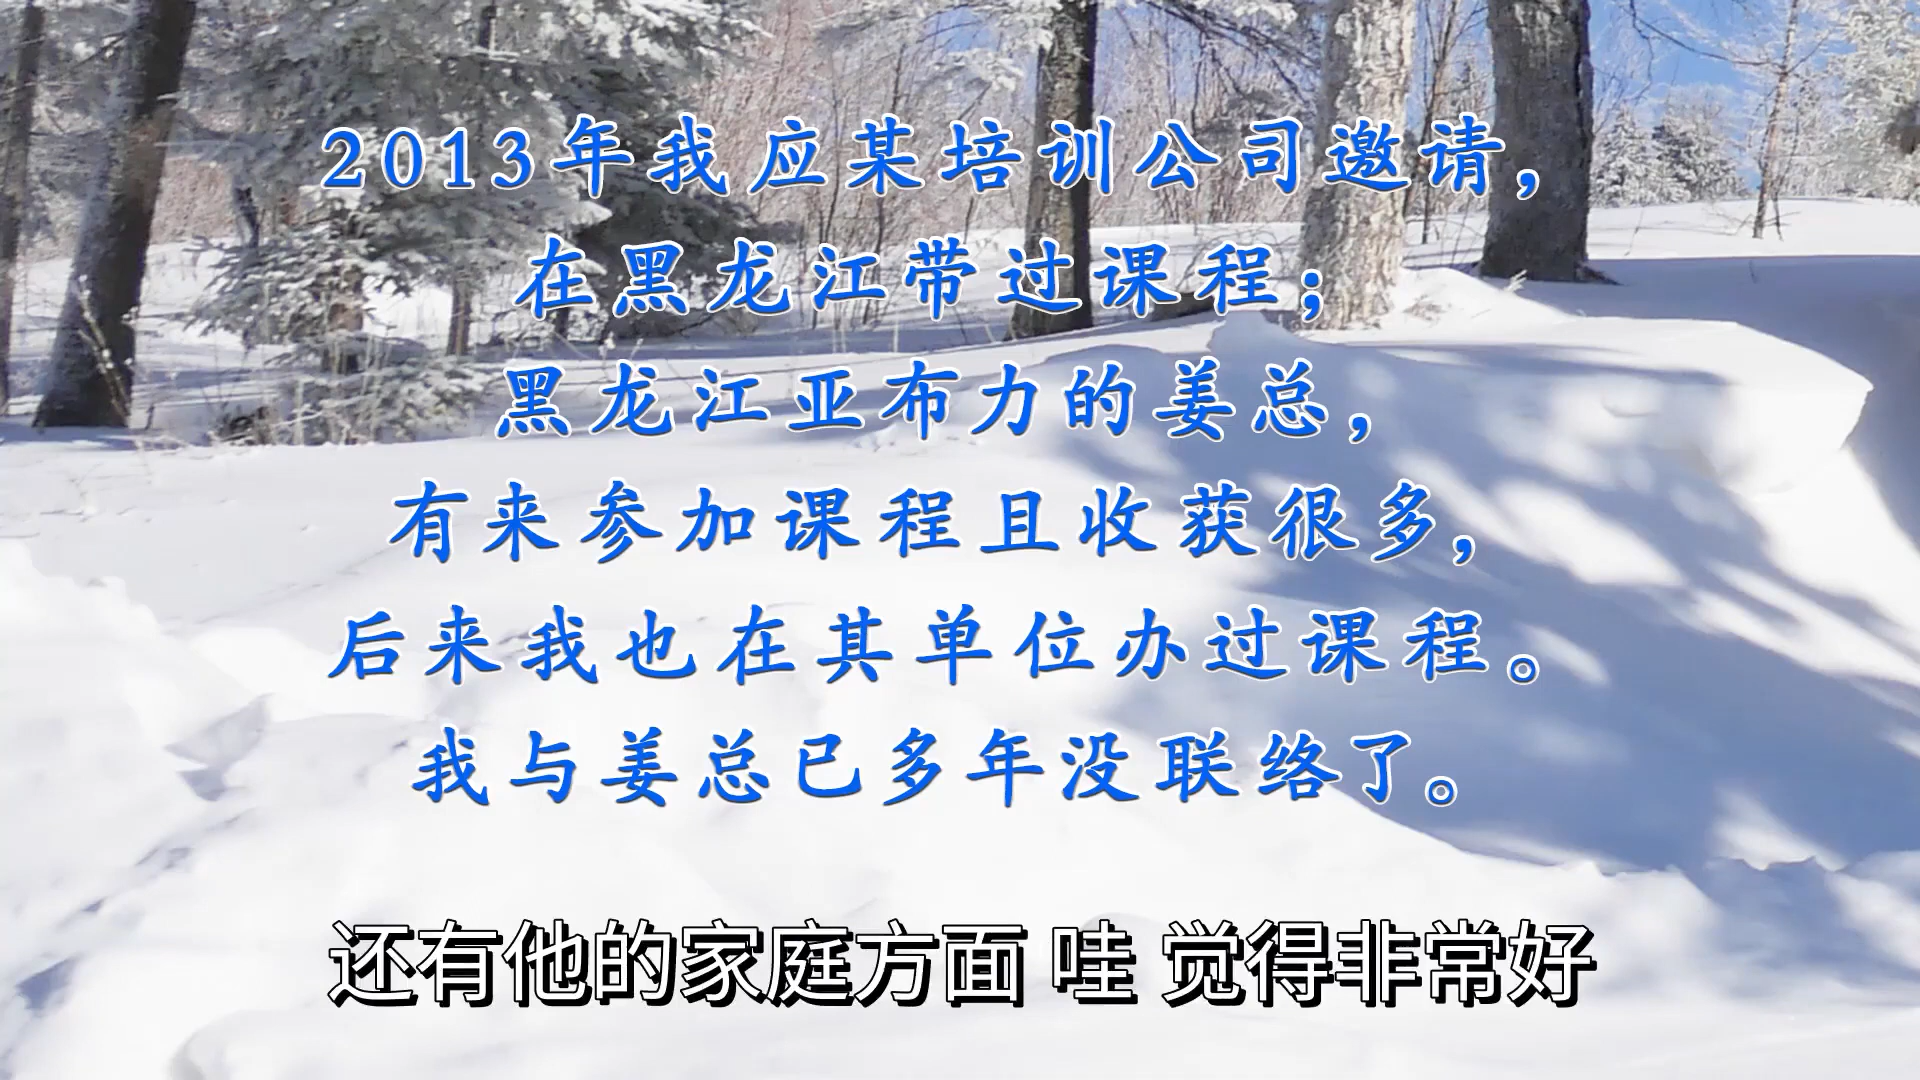 2013年我应某培训公司邀请，
在黑龙江带过课程；
黑龙江亚布力的姜总，
有来参加课程且收获很多，
后来我也在其单位办过课程。
我与姜总已多年没联络了。
还有他的家庭方面 哇 觉得非常好